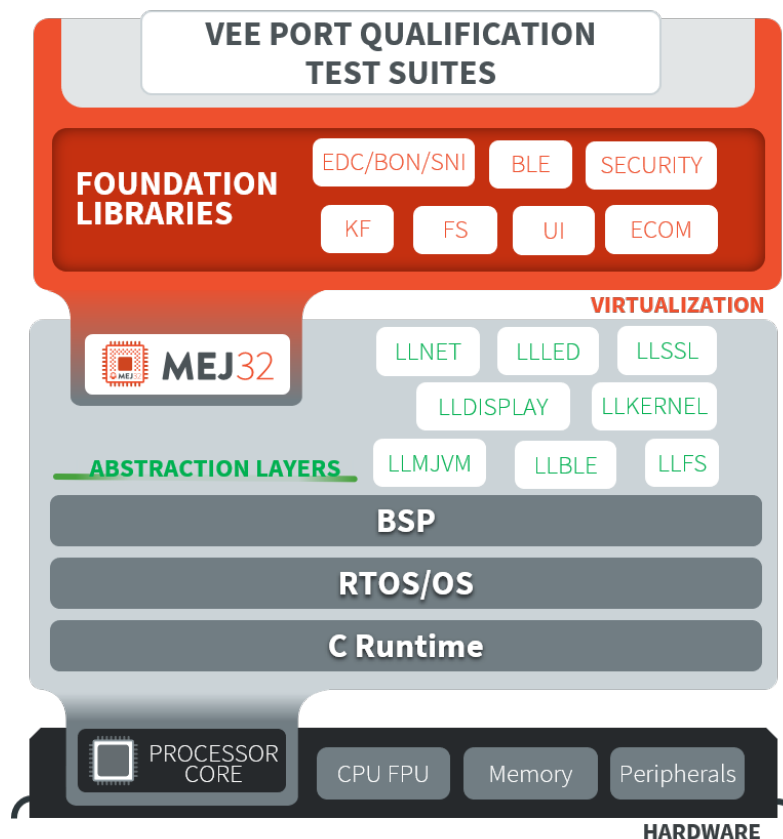 VEE PORT QUALIFICATION
TEST SUITES
FOUNDATION
LIBRARIES
EDC/BON/SNI
BLE
SECURITY
KF
FS
UI
ECOM
VIRTUALIZATION
MEJ32
MEJ32
LLNET
LLLED
LLSSL
LLDISPLAY
LLKERNEL
ABSTRACTION LAYERS
LLMJVM
LLBLE
LLFS
BSP
RTOS/OS
C Runtime
PROCESSOR
CORE
CPU FPU
Memory
Peripherals
HARDWARE